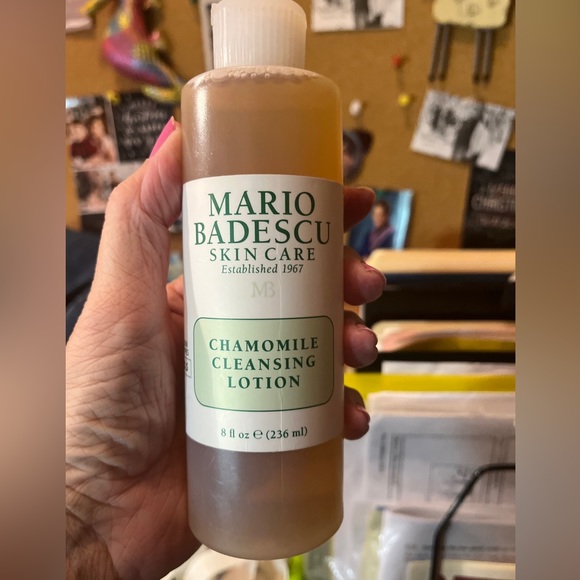 MARIO
BADESCU
SKIN CARE
Established 1967
MB
CHAMOMILE
CLEANSING
LOTION
8 fl oz ℮ (236 ml)